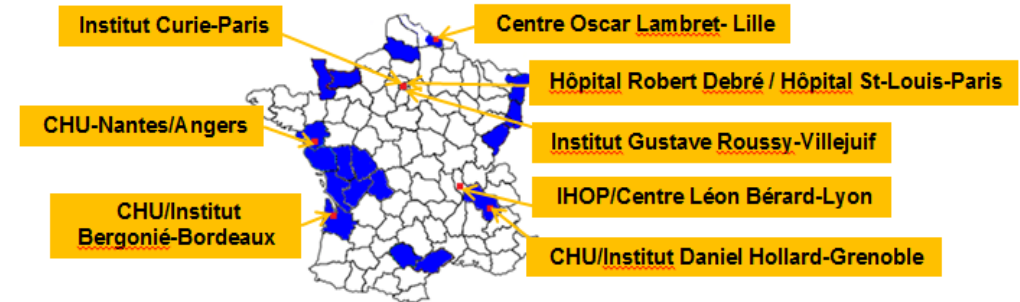 Institut Curie-Paris
Centre Oscar Lambret- Lille
Hôpital Robert Debré / Hôpital St-Louis-Paris
CHU-Nantes/Angers
Institut Gustave Roussy-Villejuif
IHOP/Centre Léon Bérard-Lyon
CHU/Institut
Bergonié-Bordeaux
CHU/Institut Daniel Hollard-Grenoble